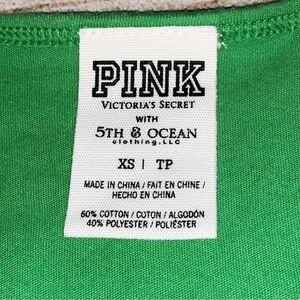 PINK
VICTORIA'S SECRET
WITH
5TH & OCEAN
clothing, LLC
XS | TP
MADE IN CHINA / FAIT EN CHINE /
HECHO EN CHINA
60% COTTON / COTON / ALGODÓN
40% POLYESTER / POLIÉSTER